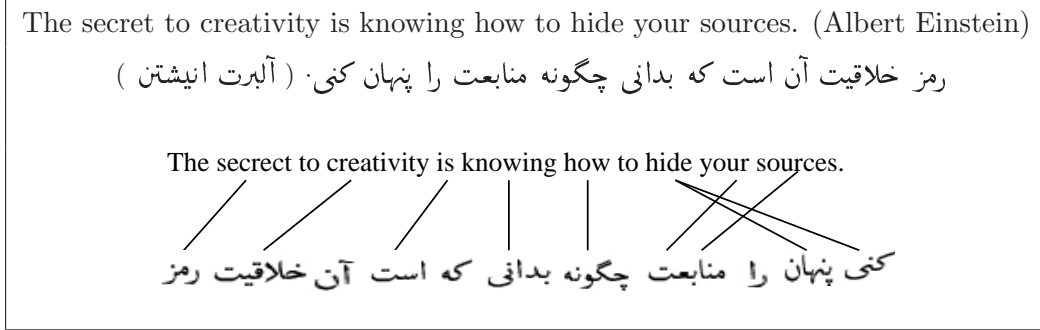 The secret to creativity is knowing how to hide your sources. (Albert Einstein)
رمز خلاقیت آن است که بدانی چگونه منابعت را پنهان کنی. ( آلبرت انیشتن )
The secrect to creativity is knowing how to hide your sources.
رمز خلاقیت آن است که بدانی چگونه منابعت را پنهان کنی